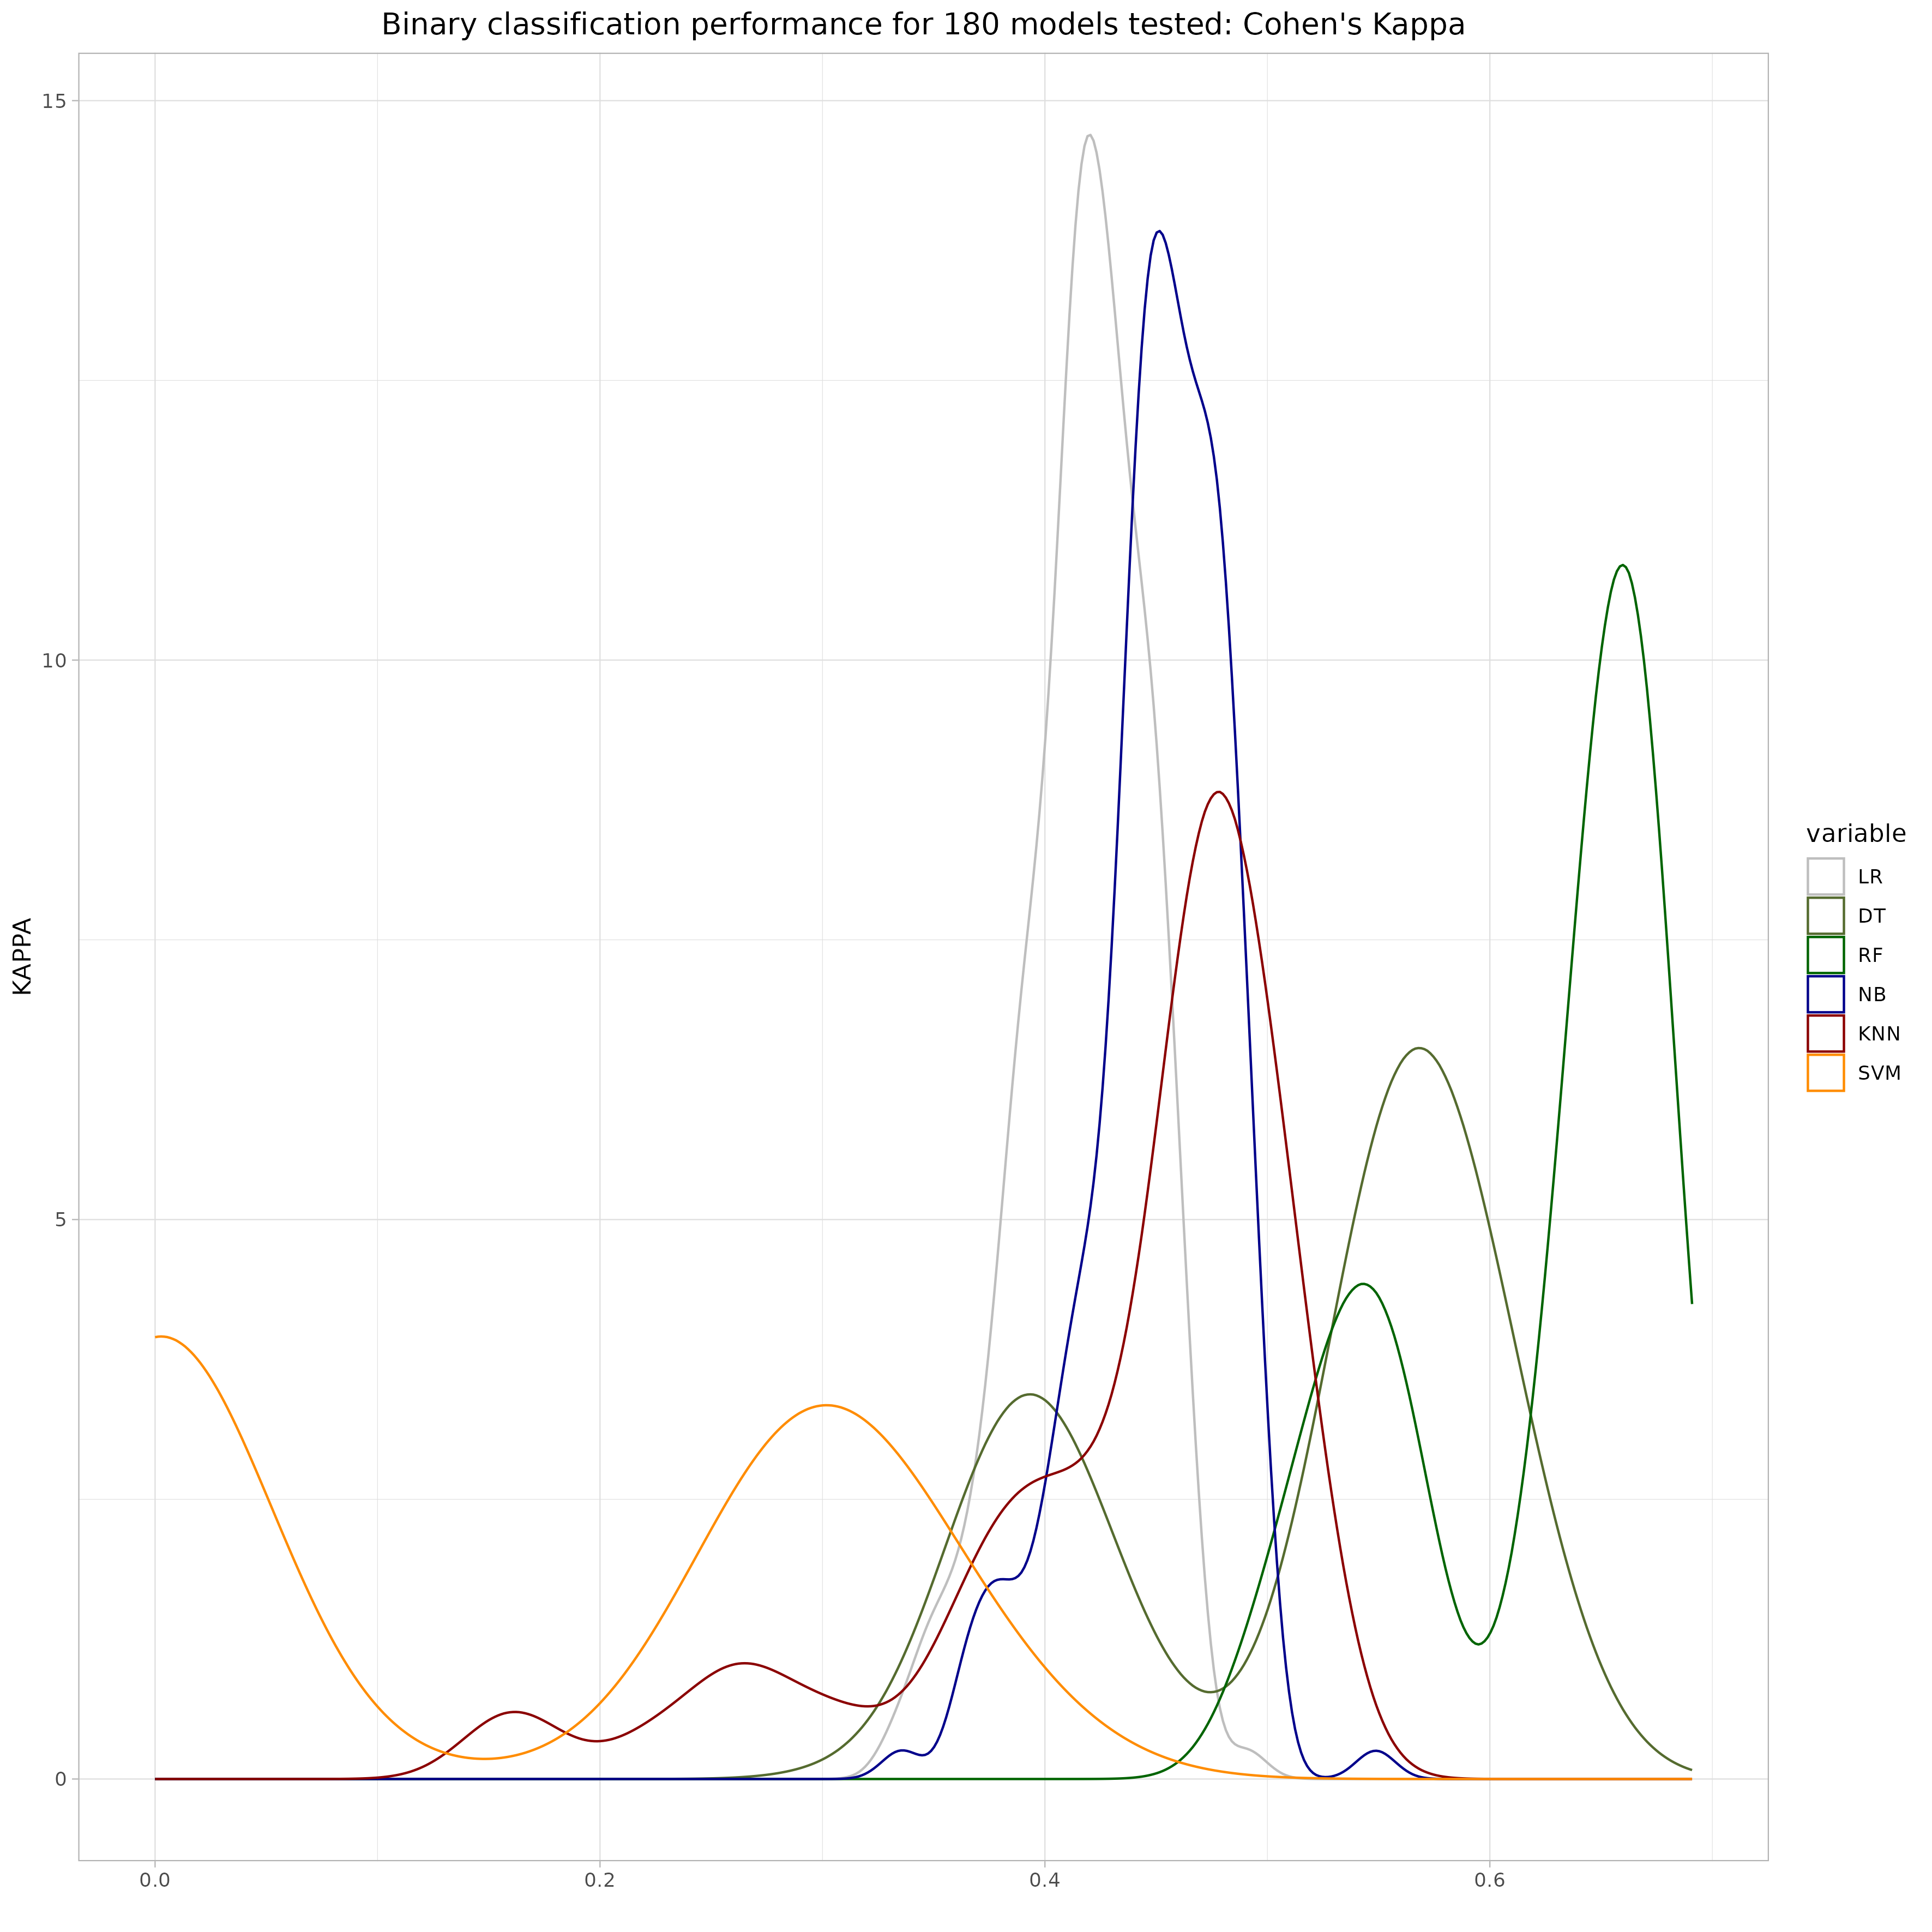 Binary classification performance for 180 models tested: Cohen's Kappa
15
10
5
0
KAPPA
0.0
0.2
0.4
0.6
variable
LR
DT
RF
NB
KNN
SVM